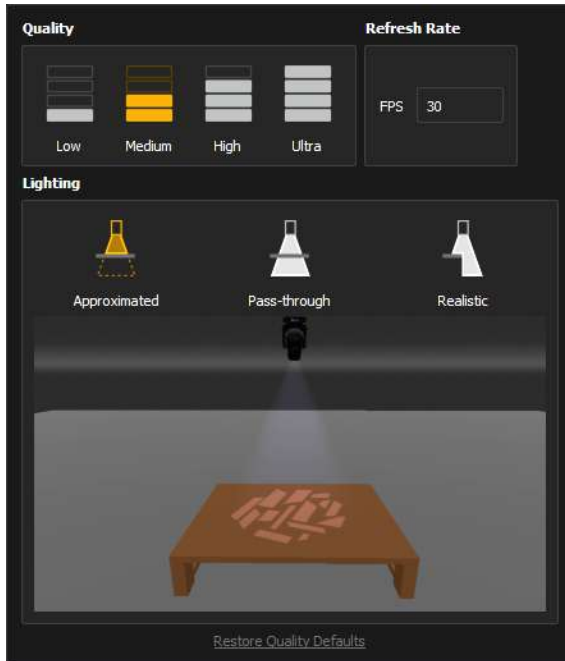 Quality
Refresh Rate
FPS 30
Low Medium High Ultra
Lighting
Approximated Pass-through Realistic
Restore Quality Defaults